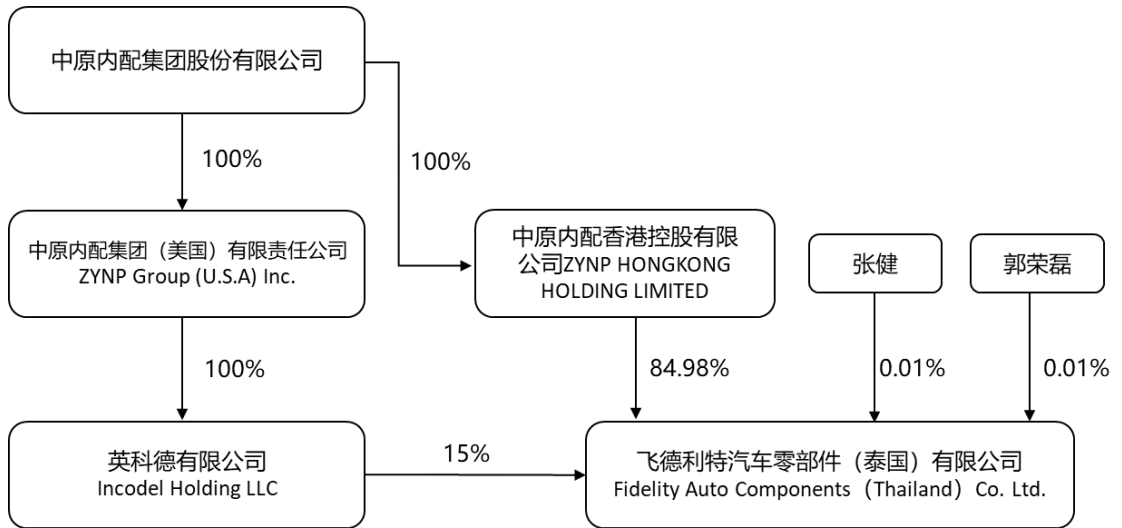 中原内配集团股份有限公司
100%
100%
中原内配集团（美国）有限责任公司
ZYNP Group (U.S.A) Inc.
中原内配香港控股有限
公司ZYNP HONGKONG
HOLDING LIMITED
张健
郭荣磊
100%
84.98%
0.01%
0.01%
英科德有限公司
Incodel Holding LLC
15%
飞德利特汽车零部件（泰国）有限公司
Fidelity Auto Components（Thailand）Co. Ltd.